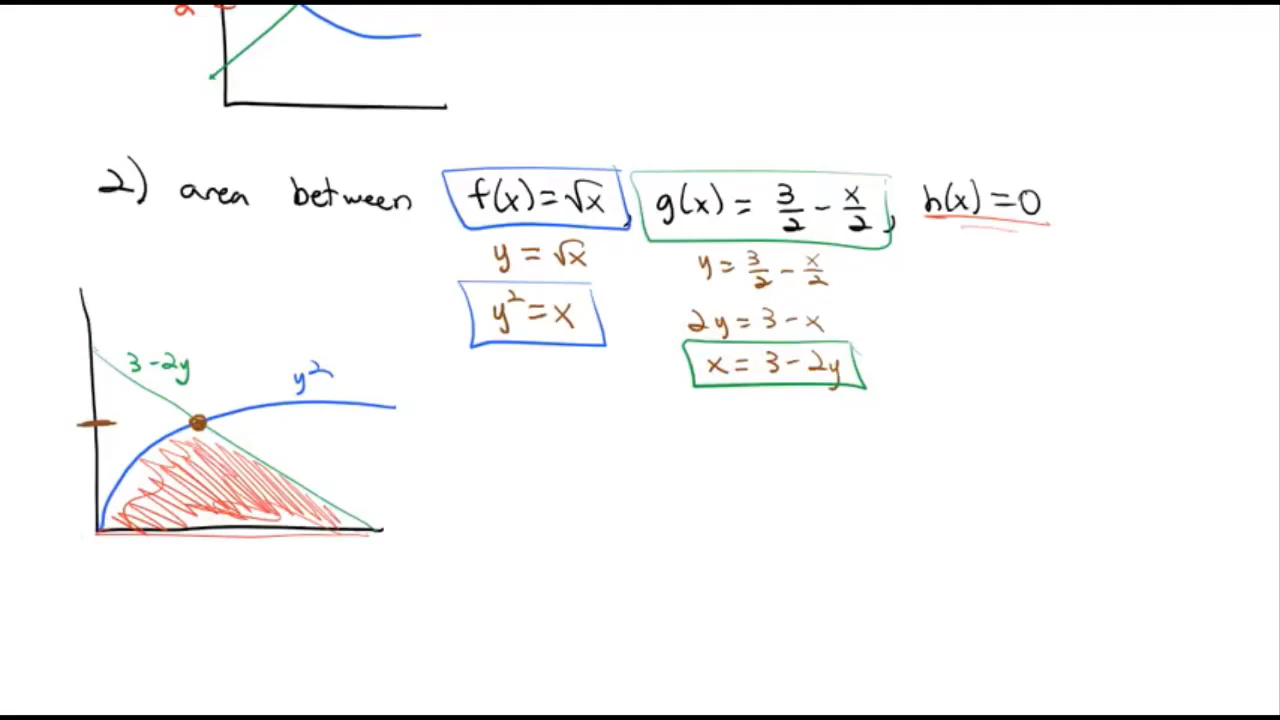 2) area between f(x) = √x, g(x) = 3/2 - x/2, h(x) = 0
y = √x
y = 3/2 - x/2
y² = x
2y = 3 - x
x = 3 - 2y
3 - 2y
y²